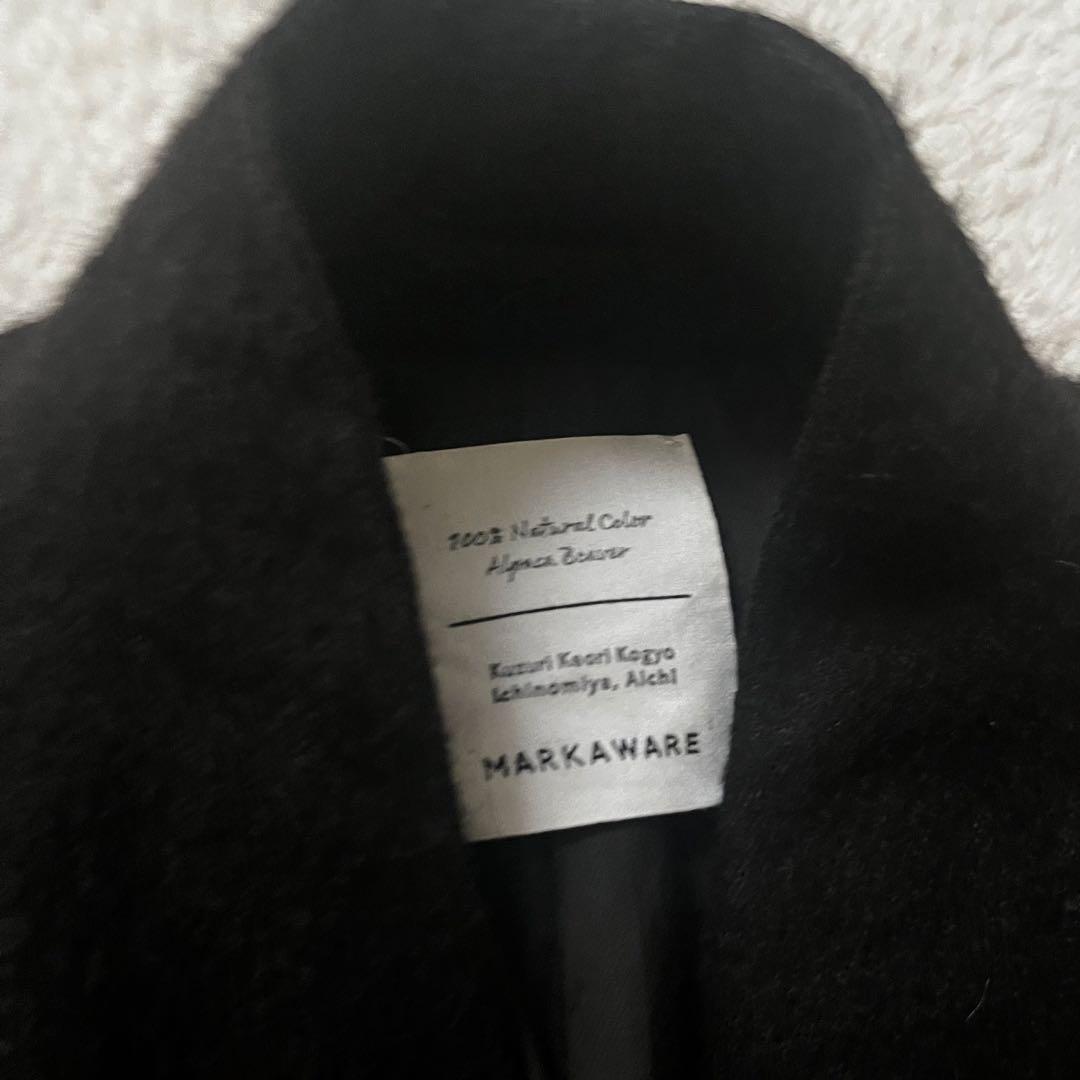 100% Natural Color
Alpaca Beaver
Kuzuri Keori Kogyo
Ichinomiya, Aichi
MARKAWARE